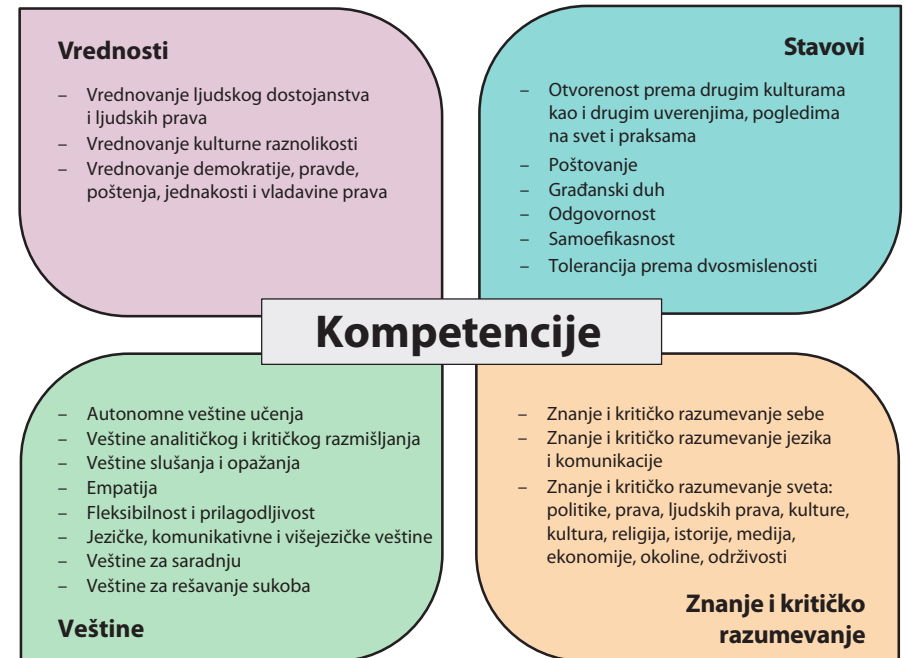 Vrednosti
– Vrednovanje ljudskog dostojanstva
i ljudskih prava
– Vrednovanje kulturne raznolikosti
– Vrednovanje demokratije, pravde,
poštenja, jednakosti i vladavine prava
Stavovi
– Otvorenost prema drugim kulturama
kao i drugim uverenjima, pogledima
na svet i praksama
– Poštovanje
– Građanski duh
– Odgovornost
– Samoefikasnost
– Tolerancija prema dvosmislenosti
Kompetencije
– Autonomne veštine učenja
– Veštine analitičkog i kritičkog razmišljanja
– Veštine slušanja i opažanja
– Empatija
– Fleksibilnost i prilagodljivost
– Jezičke, komunikativne i višejezičke veštine
– Veštine za saradnju
– Veštine za rešavanje sukoba
Veštine
– Znanje i kritičko razumevanje sebe
– Znanje i kritičko razumevanje jezika
i komunikacije
– Znanje i kritičko razumevanje sveta:
politike, prava, ljudskih prava, kulture,
kultura, religija, istorije, medija,
ekonomije, okoline, održivosti
Znanje i kritičko
razumevanje